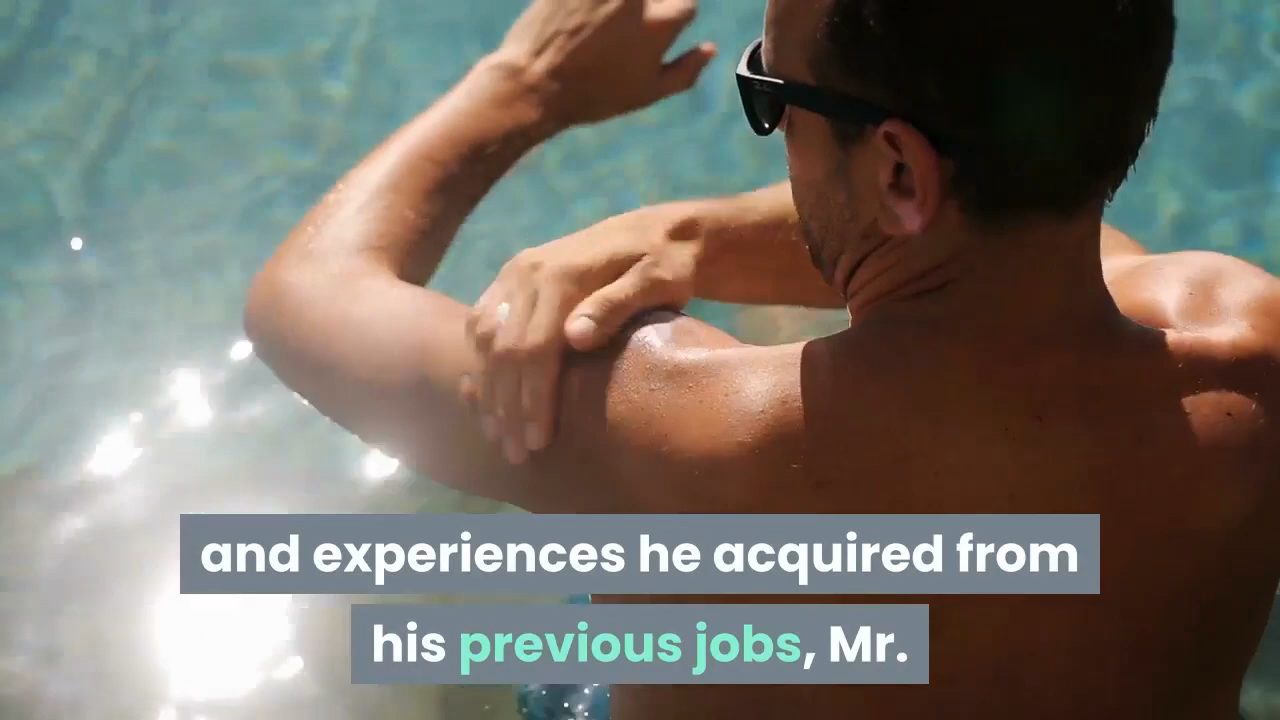 and experiences he acquired from
his previous jobs, Mr.